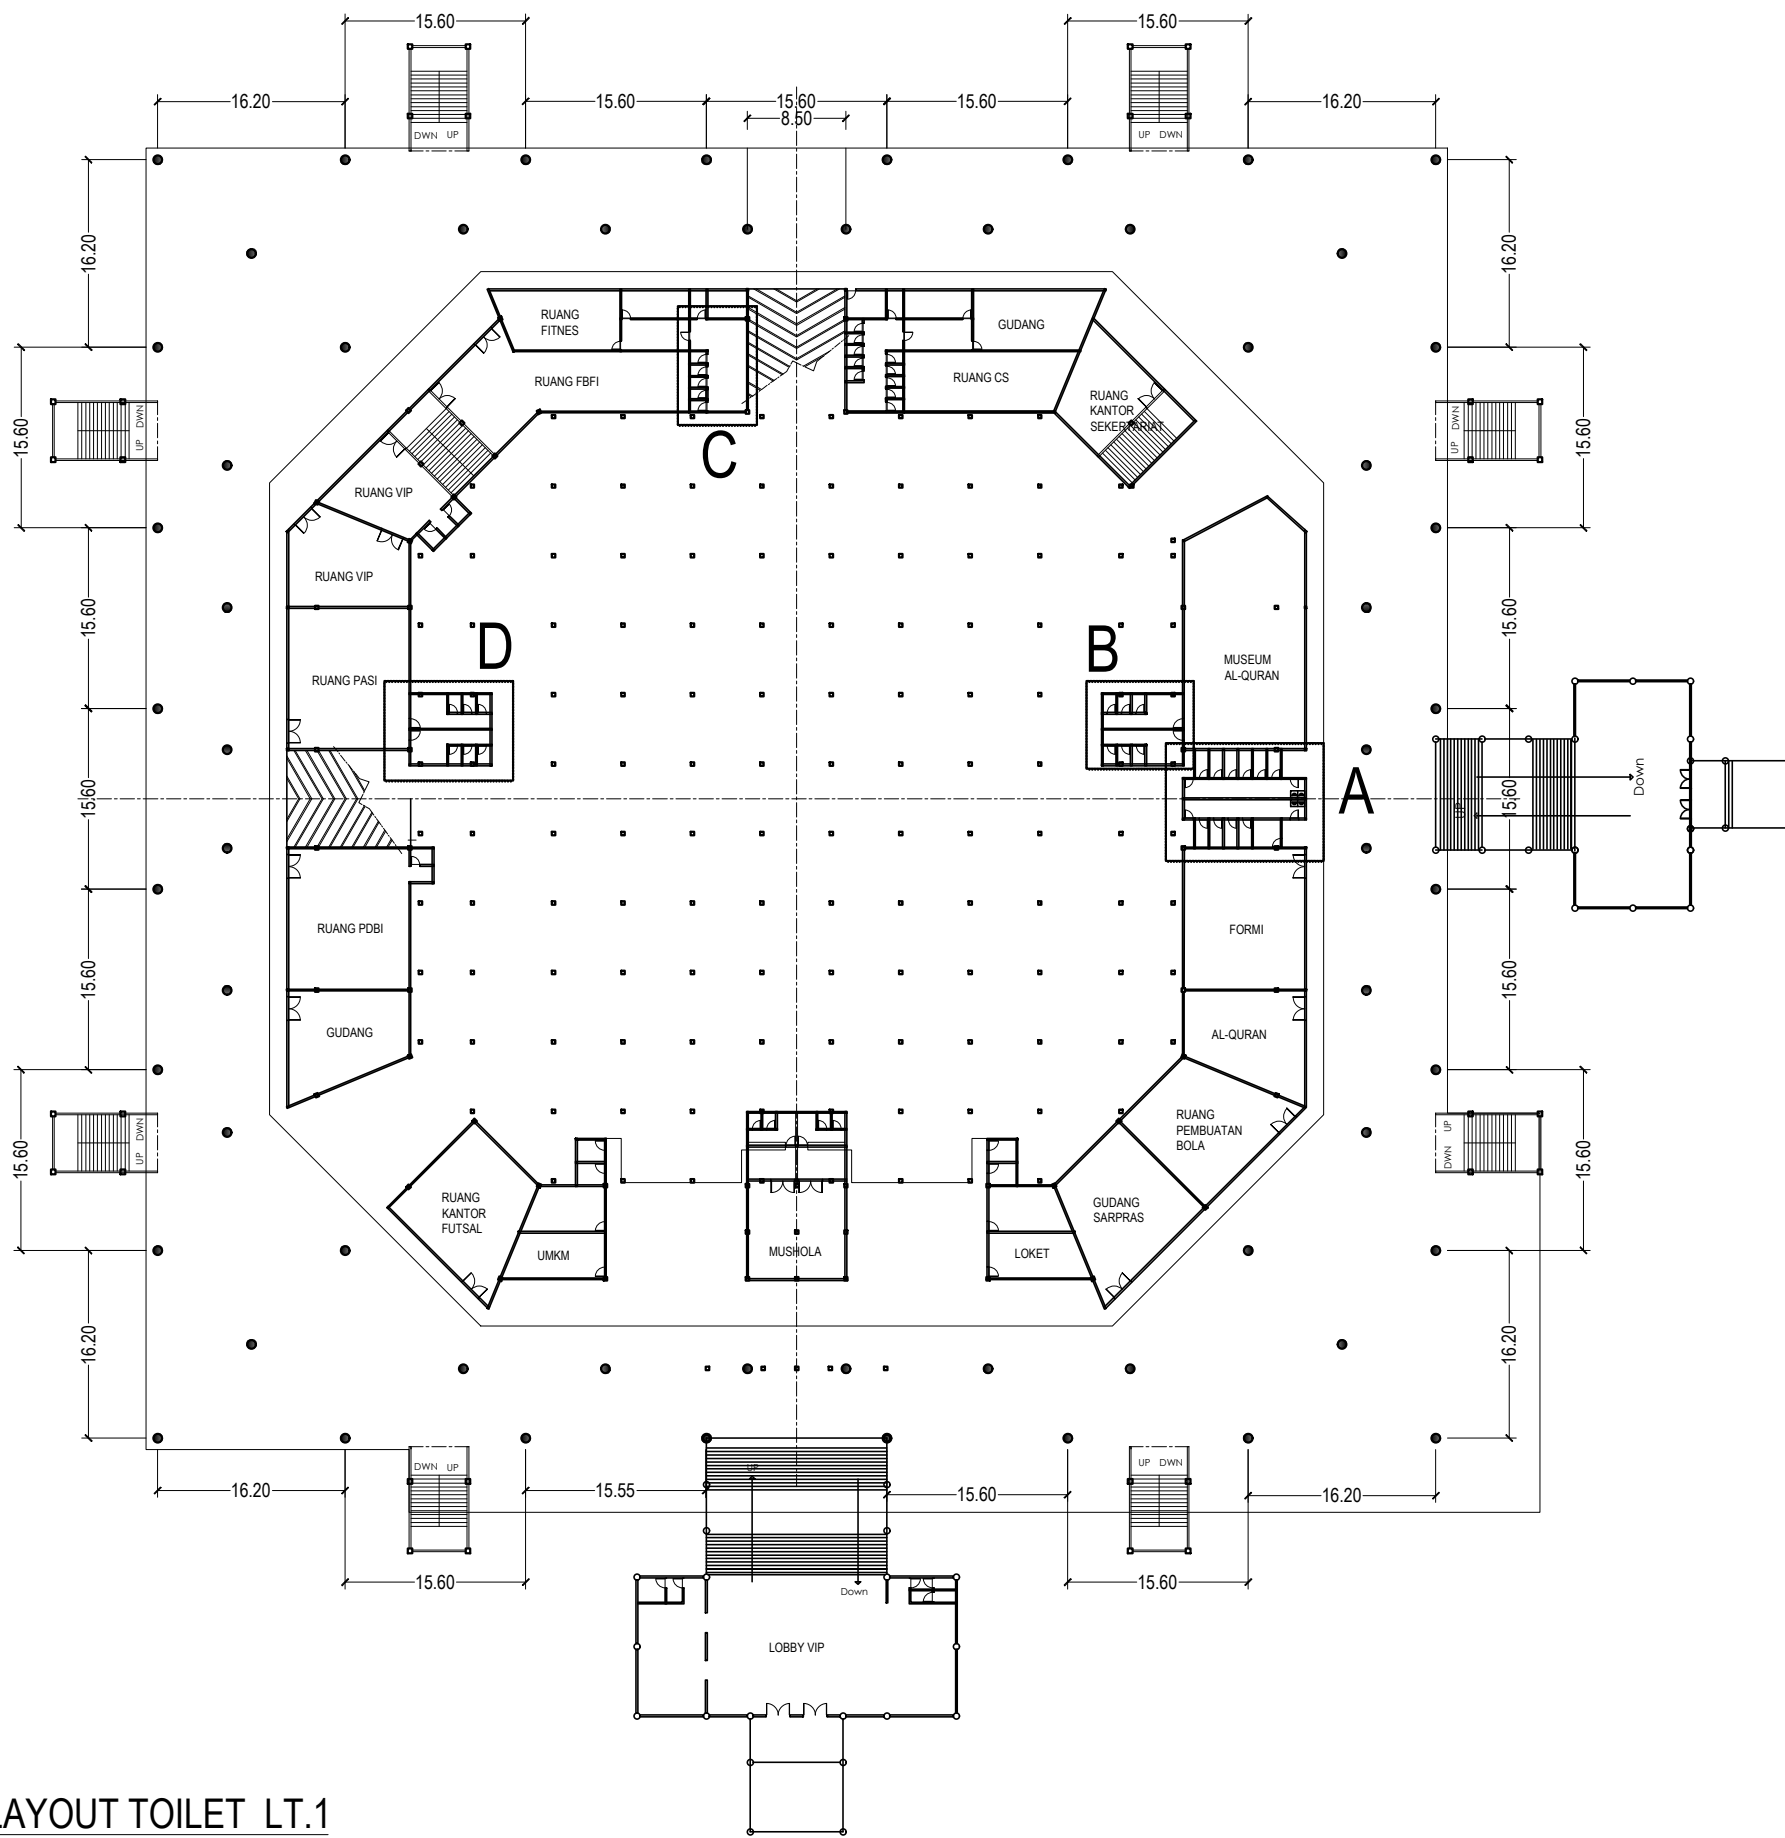 15.60
15.60
16.20
15.60
15.60
15.60
16.20
8.50
DWN UP
UP DWN
16.20
16.20
RUANG
FITNES
GUDANG
RUANG FBFI
RUANG CS
RUANG
KANTOR
SEKERTARIAT
15.60
UP DWN
UP DWN
15.60
C
RUANG VIP
RUANG VIP
15.60
15.60
D
B
MUSEUM
AL-QURAN
RUANG PASI
A
15.60
UP
15.60
Down
RUANG PDBI
FORMI
15.60
15.60
GUDANG
AL-QURAN
RUANG
PEMBUATAN
BOLA
UP DWN
DWN UP
15.60
15.60
RUANG
KANTOR
FUTSAL
GUDANG
SARPRAS
UMKM
MUSHOLA
LOKET
16.20
16.20
DWN UP
UP
UP DWN
16.20
15.55
15.60
16.20
15.60
Down
15.60
LOBBY VIP
LAYOUT TOILET LT.1